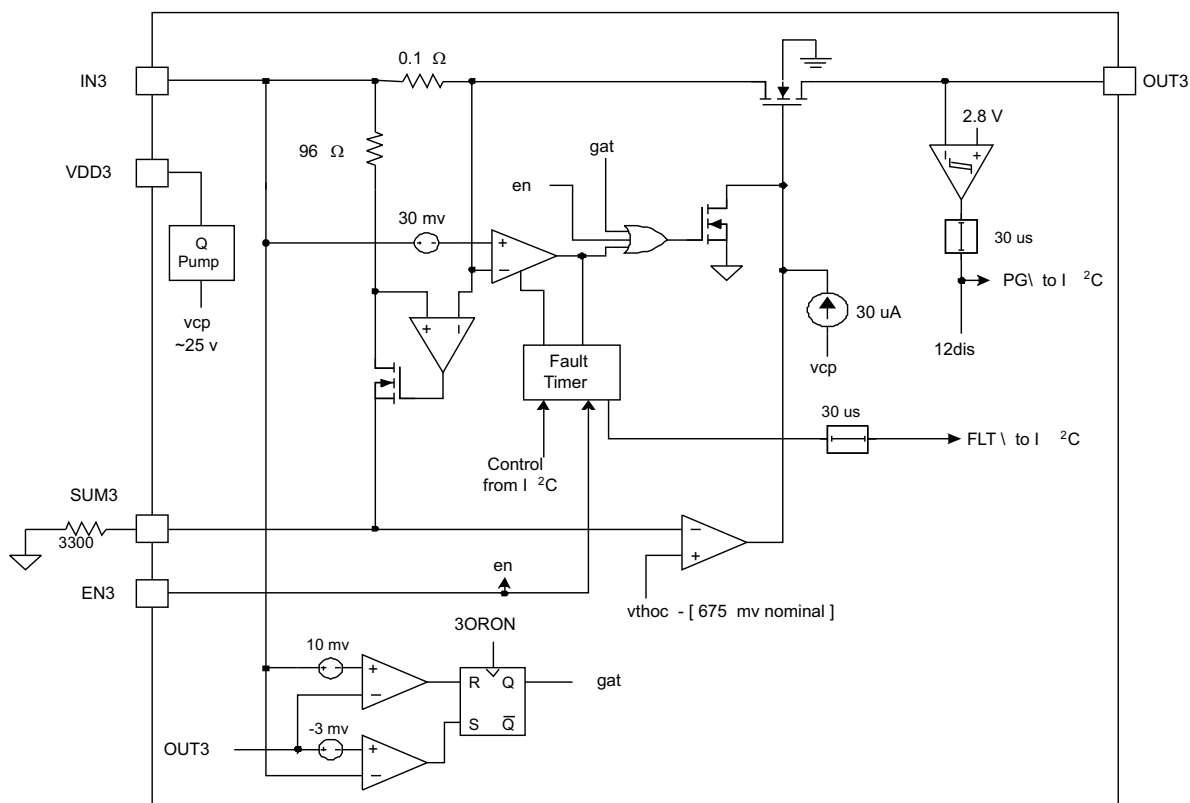 0.1 Ω
IN3
OUT3
2.8 V
96 Ω
gat
VDD3
en
30 mv
+ -
- +
+
-
30 us
Q
Pump
PG\ to I ²C
+ -
30 uA
vcp
~25 v
12dis
Fault
Timer
vcp
30 us
FLT \ to I ²C
Control
from I ²C
SUM3
-
3300
+
en
EN3
vthoc - [ 675 mv nominal ]
3ORON
10 mv
+ -
+
R Q
gat
-
-3 mv
S Q̅
OUT3
+ -
+
-